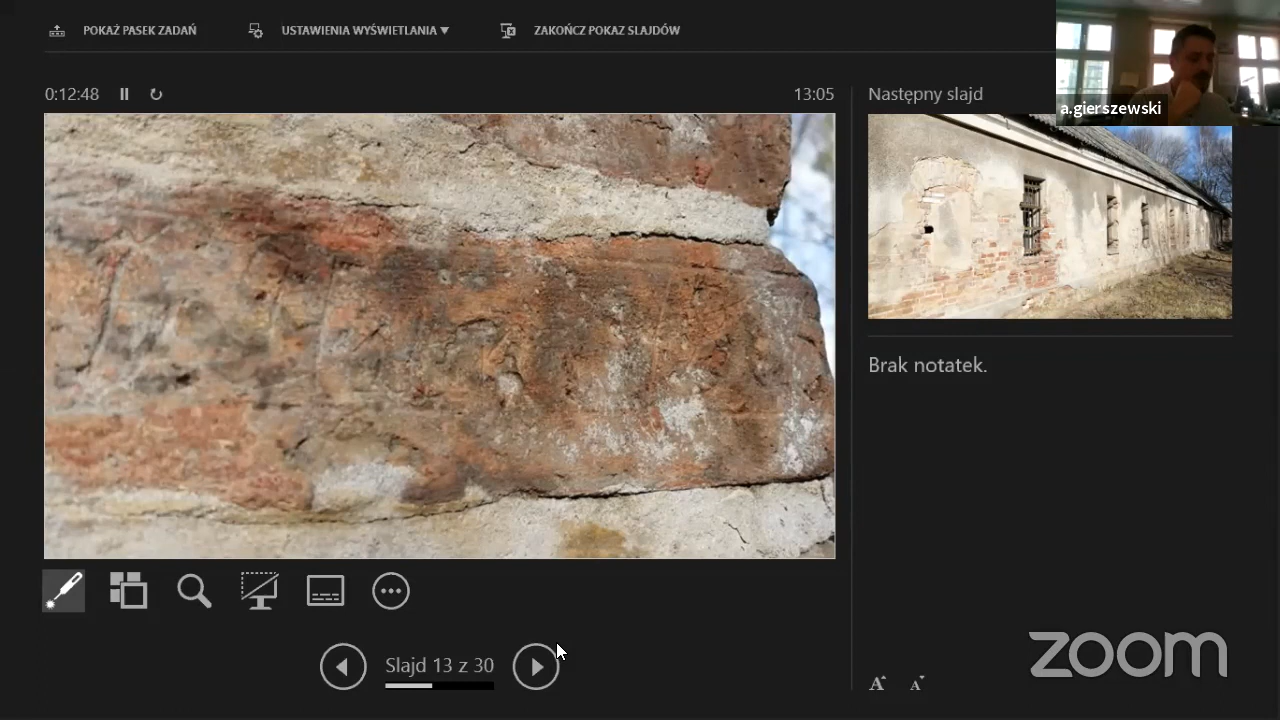 POKAŻ PASEK ZADAŃ
USTAWIENIA WYŚWIETLANIA ▼
ZAKOŃCZ POKAZ SLAJDÓW
a.gierszewski
0:12:48
13:05
Następny slajd
Brak notatek.
Slajd 13 z 30
A A
zoom